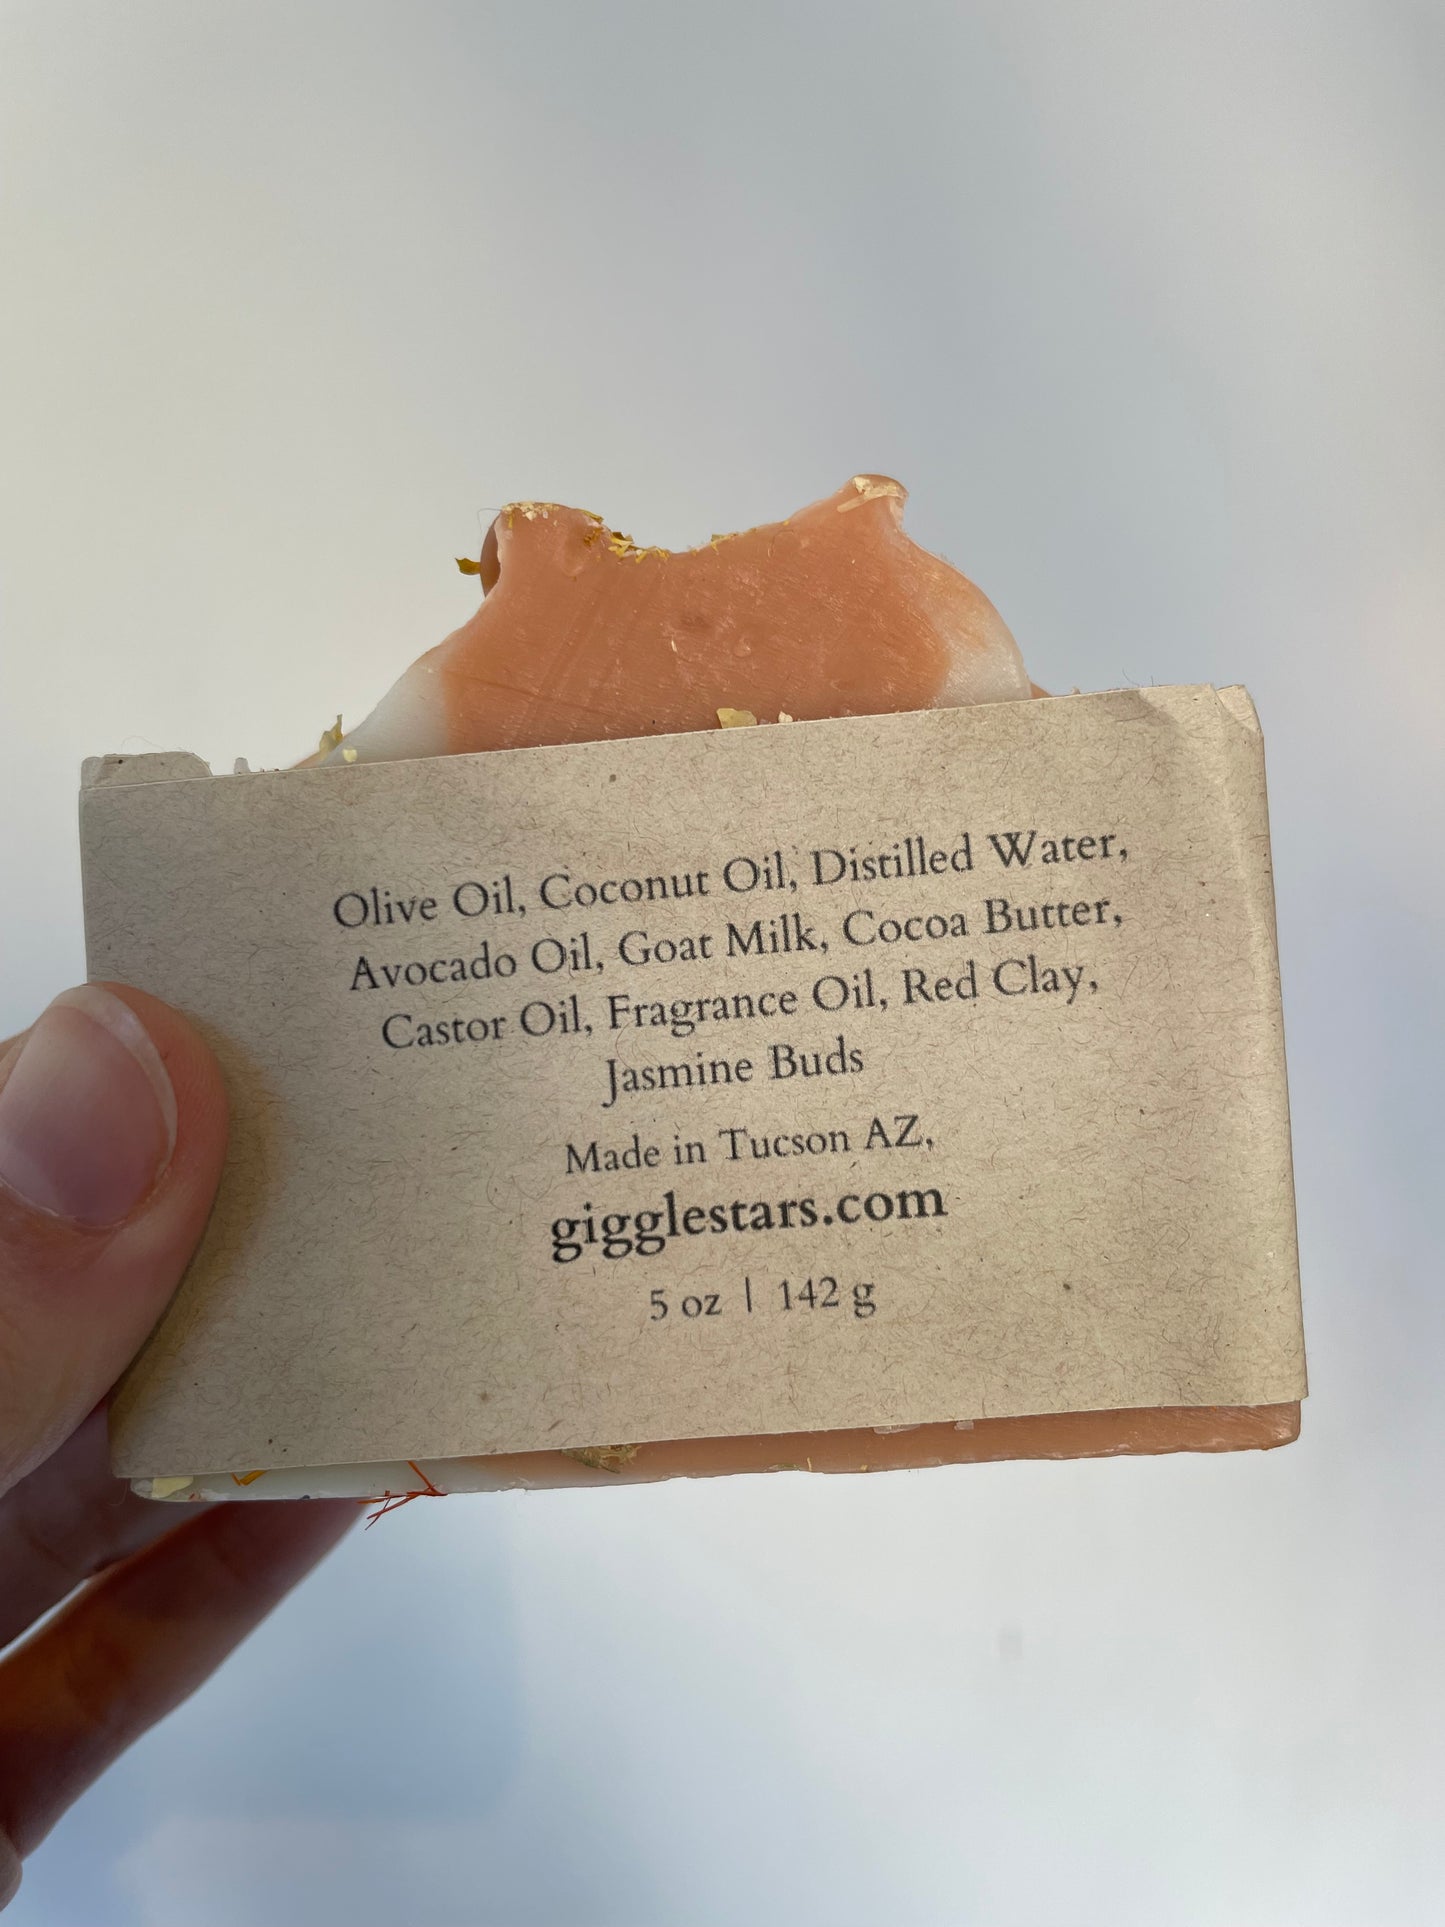 Olive Oil, Coconut Oil, Distilled Water,
Avocado Oil, Goat Milk, Cocoa Butter,
Castor Oil, Fragrance Oil, Red Clay,
Jasmine Buds
Made in Tucson AZ,
gigglestars.com
5 oz | 142 g